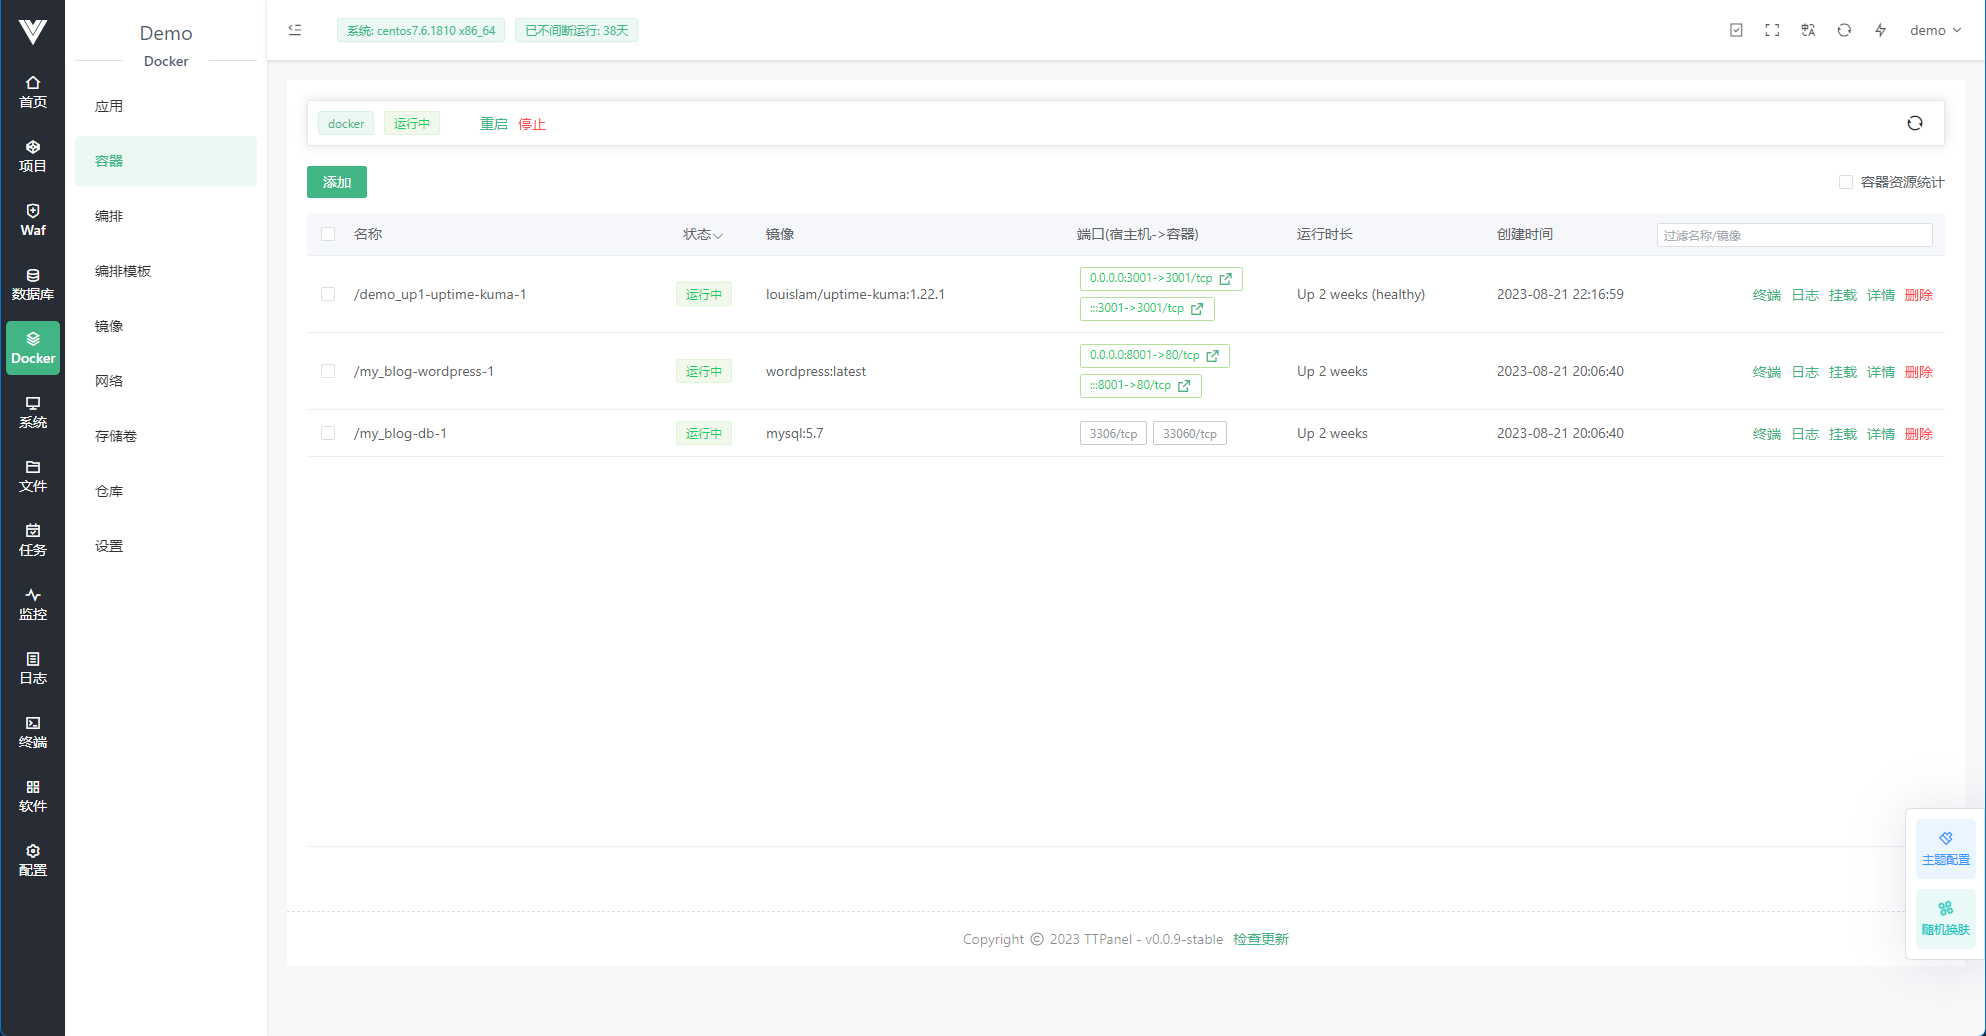 首页
项目
Waf
数据库
Docker
系统
文件
任务
监控
日志
终端
软件
配置
Demo
Docker
应用
容器
编排
编排模板
镜像
网络
存储卷
仓库
设置
系统: centos7.6.1810 x86_64 已不间断运行: 38天
demo
docker 运行中 重启 停止
添加 容器资源统计
名称 状态 镜像 端口(宿主机->容器) 运行时长 创建时间 过滤名称/镜像
/demo_up1-uptime-kuma-1 运行中 louislam/uptime-kuma:1.22.1 0.0.0.0:3001->3001/tcp Up 2 weeks (healthy) 2023-08-21 22:16:59 终端 日志 挂载 详情 删除
:::3001->3001/tcp
/my_blog-wordpress-1 运行中 wordpress:latest 0.0.0.0:8001->80/tcp Up 2 weeks 2023-08-21 20:06:40 终端 日志 挂载 详情 删除
:::8001->80/tcp
/my_blog-db-1 运行中 mysql:5.7 3306/tcp 33060/tcp Up 2 weeks 2023-08-21 20:06:40 终端 日志 挂载 详情 删除
主题配置
随机换肤
Copyright © 2023 TTPanel - v0.0.9-stable 检查更新